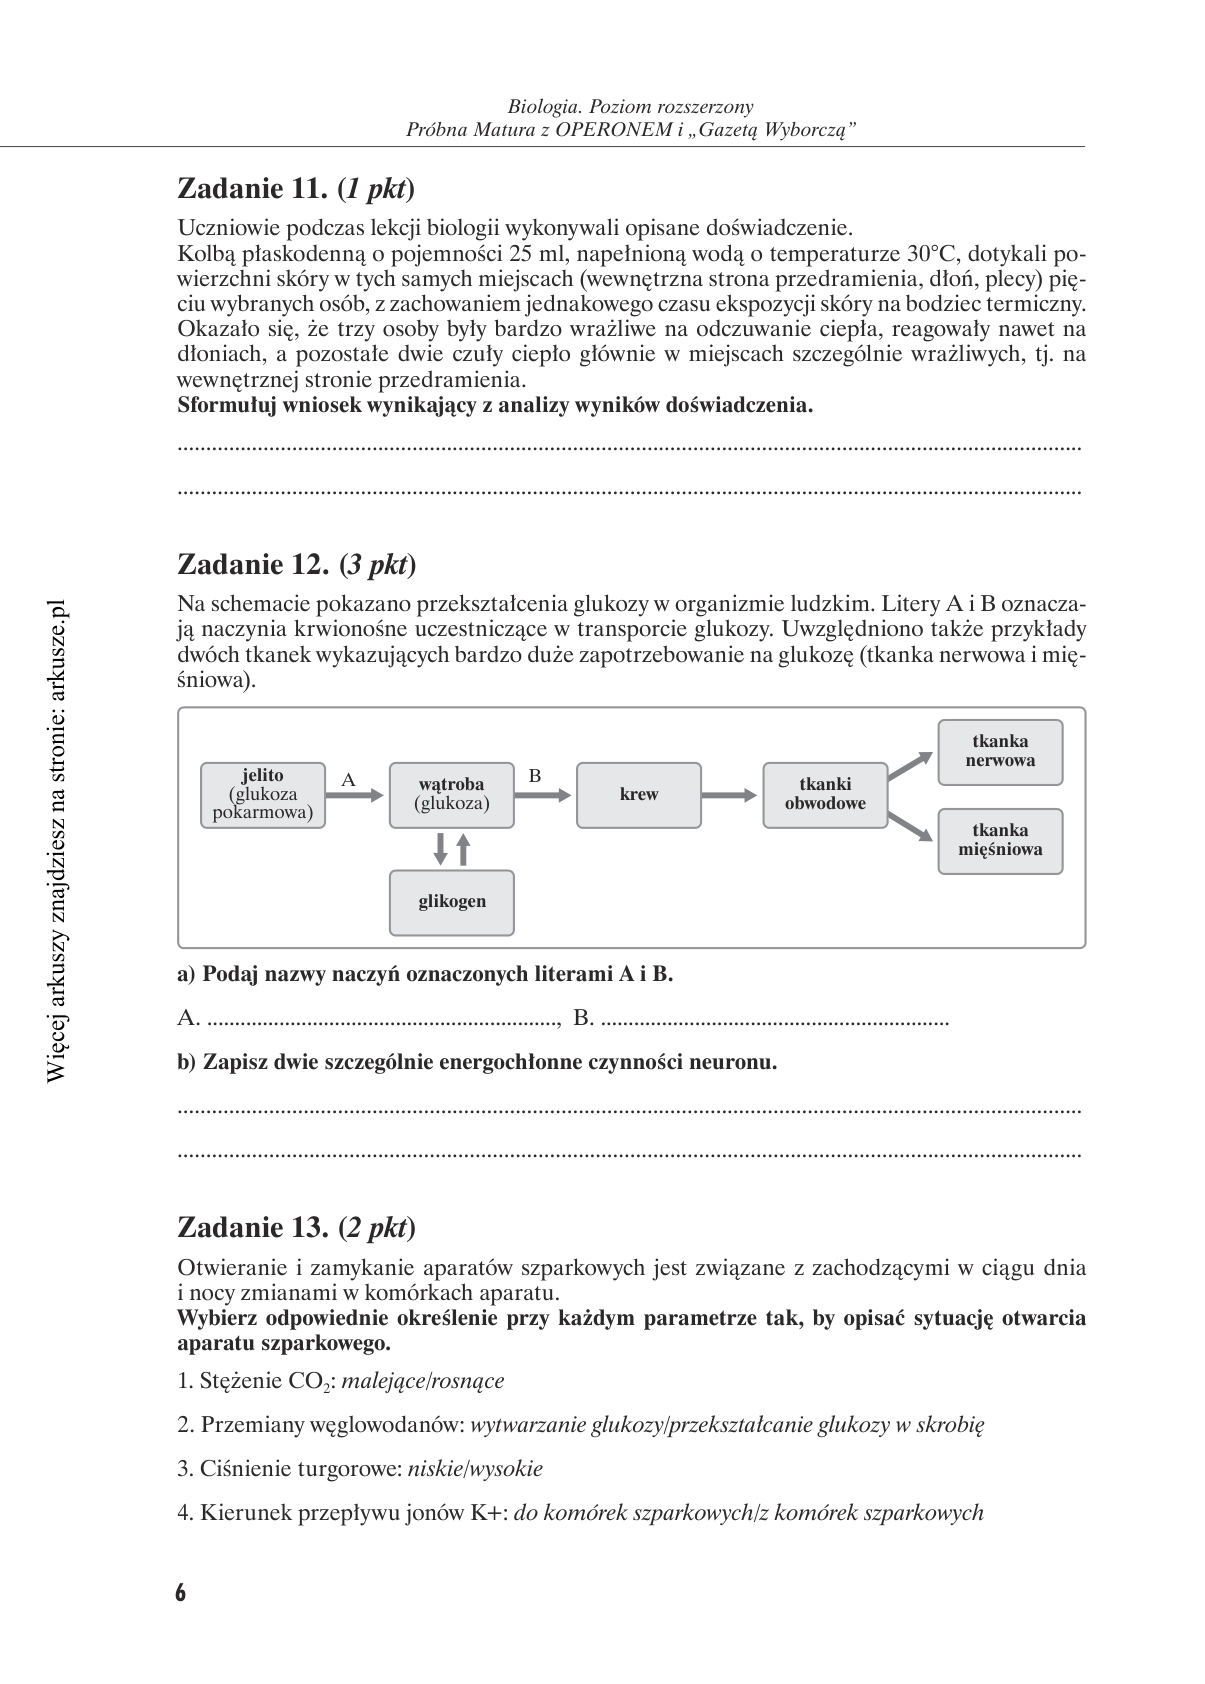 Biologia. Poziom rozszerzony
Próbna Matura z OPERONEM i „Gazetą Wyborczą”
Zadanie 11. (1 pkt)
Uczniowie podczas lekcji biologii wykonywali opisane doświadczenie.
Kolbą płaskodenną o pojemności 25 ml, napełnioną wodą o temperaturze 30°C, dotykali po-
wierzchni skóry w tych samych miejscach (wewnętrzna strona przedramienia, dłoń, plecy) pię-
ciu wybranych osób, z zachowaniem jednakowego czasu ekspozycji skóry na bodziec termiczny.
Okazało się, że trzy osoby były bardzo wrażliwe na odczuwanie ciepła, reagowały nawet na
dłoniach, a pozostałe dwie czuły ciepło głównie w miejscach szczególnie wrażliwych, tj. na
wewnętrznej stronie przedramienia.
Sformułuj wniosek wynikający z analizy wyników doświadczenia.
Zadanie 12. (3 pkt)
Na schemacie pokazano przekształcenia glukozy w organizmie ludzkim. Litery A i B oznacza-
ją naczynia krwionośne uczestniczące w transporcie glukozy. Uwzględniono także przykłady
dwóch tkanek wykazujących bardzo duże zapotrzebowanie na glukozę (tkanka nerwowa i mię-
śniowa).
jelito
(glukoza
pokarmowa)
A
wątroba
(glukoza)
B
krew
tkanki
obwodowe
tkanka
nerwowa
tkanka
mięśniowa
glikogen
a) Podaj nazwy naczyń oznaczonych literami A i B.
A. ................................................................, B. ................................................................
b) Zapisz dwie szczególnie energochłonne czynności neuronu.
Zadanie 13. (2 pkt)
Otwieranie i zamykanie aparatów szparkowych jest związane z zachodzącymi w ciągu dnia
i nocy zmianami w komórkach aparatu.
Wybierz odpowiednie określenie przy każdym parametrze tak, by opisać sytuację otwarcia
aparatu szparkowego.
1. Stężenie CO₂: malejące/rosnące
2. Przemiany węglowodanów: wytwarzanie glukozy/przekształcanie glukozy w skrobię
3. Ciśnienie turgorowe: niskie/wysokie
4. Kierunek przepływu jonów K+: do komórek szparkowych/z komórek szparkowych
6
Więcej arkuszy znajdziesz na stronie: arkusze.pl